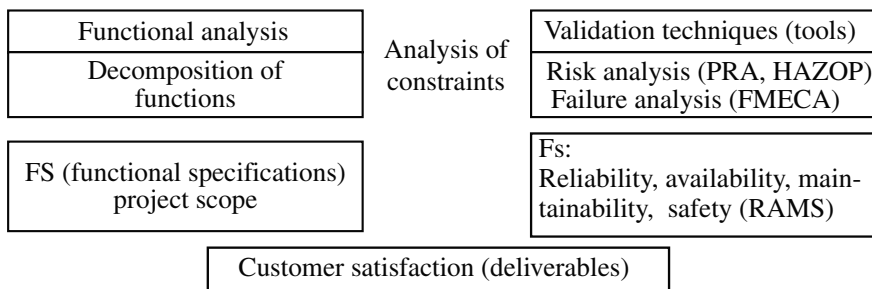 Functional analysis
Decomposition of
functions
Analysis of
constraints
Validation techniques (tools)
Risk analysis (PRA, HAZOP)
Failure analysis (FMECA)
FS (functional specifications)
project scope
Fs:
Reliability, availability, main-
tainability, safety (RAMS)
Customer satisfaction (deliverables)